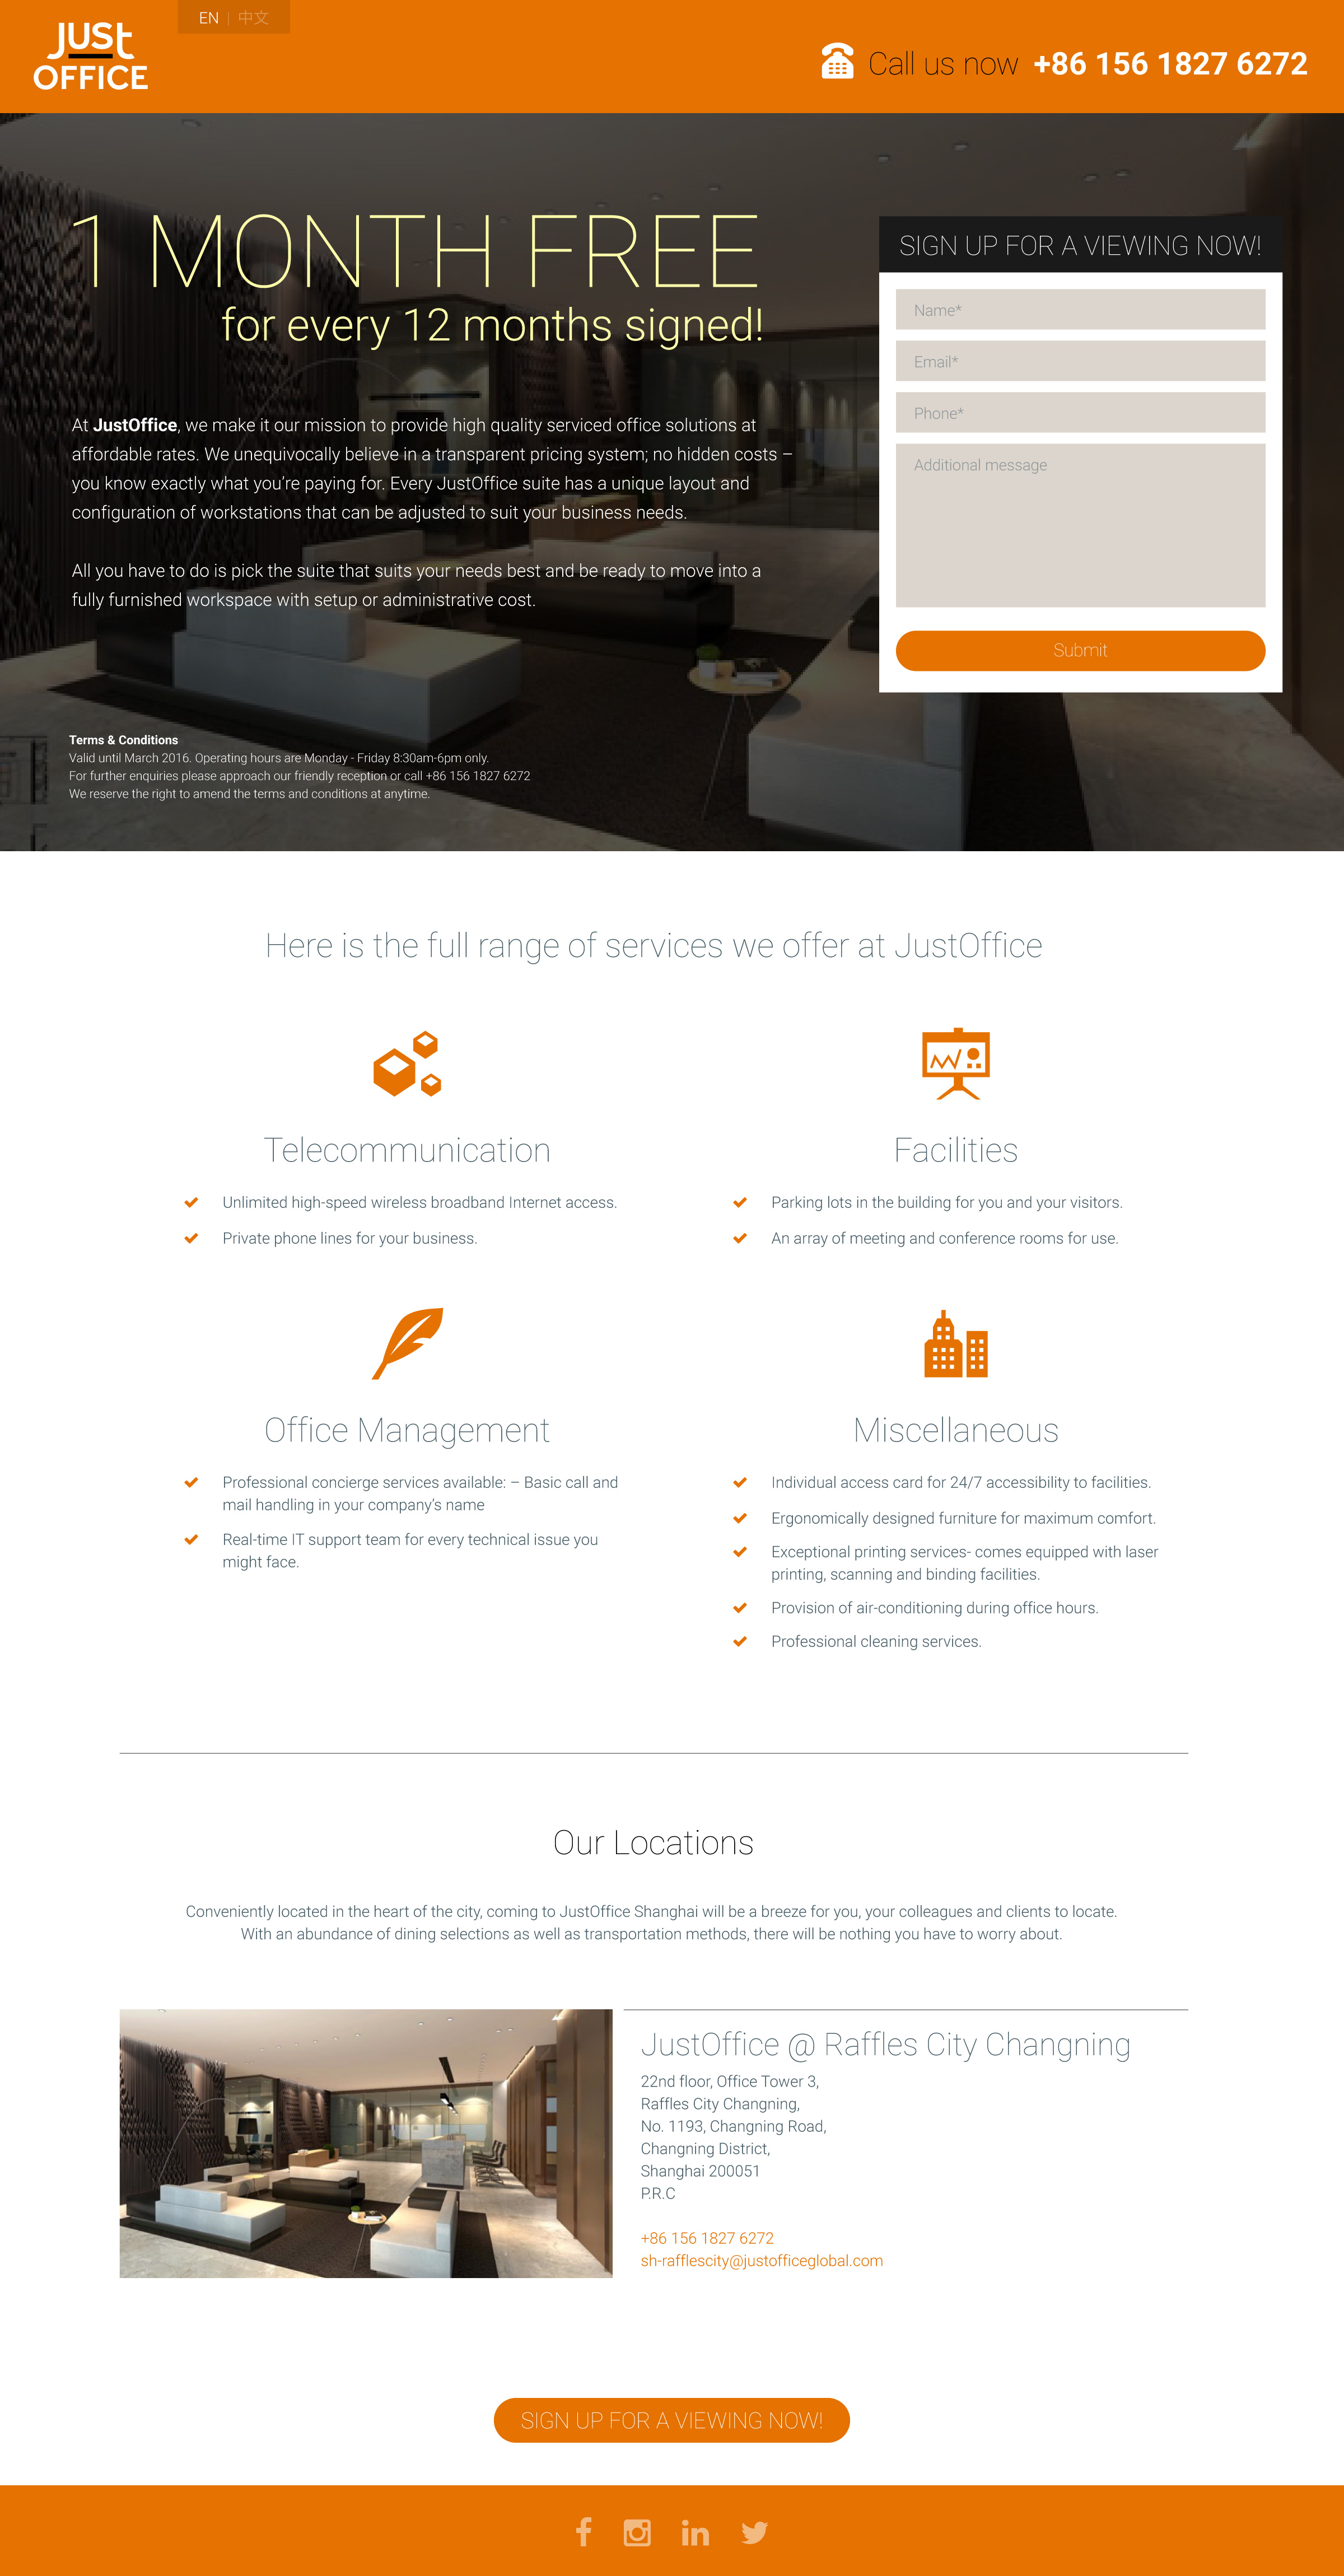 EN | 中文
JUST
OFFICE
Call us now +86 156 1827 6272
1 MONTH FREE
for every 12 months signed!
At JustOffice, we make it our mission to provide high quality serviced office solutions at
affordable rates. We unequivocally believe in a transparent pricing system; no hidden costs –
you know exactly what you’re paying for. Every JustOffice suite has a unique layout and
configuration of workstations that can be adjusted to suit your business needs.
All you have to do is pick the suite that suits your needs best and be ready to move into a
fully furnished workspace with setup or administrative cost.
Terms & Conditions
Valid until March 2016. Operating hours are Monday - Friday 8:30am-6pm only.
For further enquiries please approach our friendly reception or call +86 156 1827 6272
We reserve the right to amend the terms and conditions at anytime.
SIGN UP FOR A VIEWING NOW!
Name*
Email*
Phone*
Additional message
Submit
Here is the full range of services we offer at JustOffice
Telecommunication
Unlimited high-speed wireless broadband Internet access.
Private phone lines for your business.
Facilities
Parking lots in the building for you and your visitors.
An array of meeting and conference rooms for use.
Office Management
Professional concierge services available: – Basic call and
mail handling in your company’s name
Real-time IT support team for every technical issue you
might face.
Miscellaneous
Individual access card for 24/7 accessibility to facilities.
Ergonomically designed furniture for maximum comfort.
Exceptional printing services- comes equipped with laser
printing, scanning and binding facilities.
Provision of air-conditioning during office hours.
Professional cleaning services.
Our Locations
Conveniently located in the heart of the city, coming to JustOffice Shanghai will be a breeze for you, your colleagues and clients to locate.
With an abundance of dining selections as well as transportation methods, there will be nothing you have to worry about.
JustOffice @ Raffles City Changning
22nd floor, Office Tower 3,
Raffles City Changning,
No. 1193, Changning Road,
Changning District,
Shanghai 200051
P.R.C
+86 156 1827 6272
sh-rafflescity@justofficeglobal.com
SIGN UP FOR A VIEWING NOW!